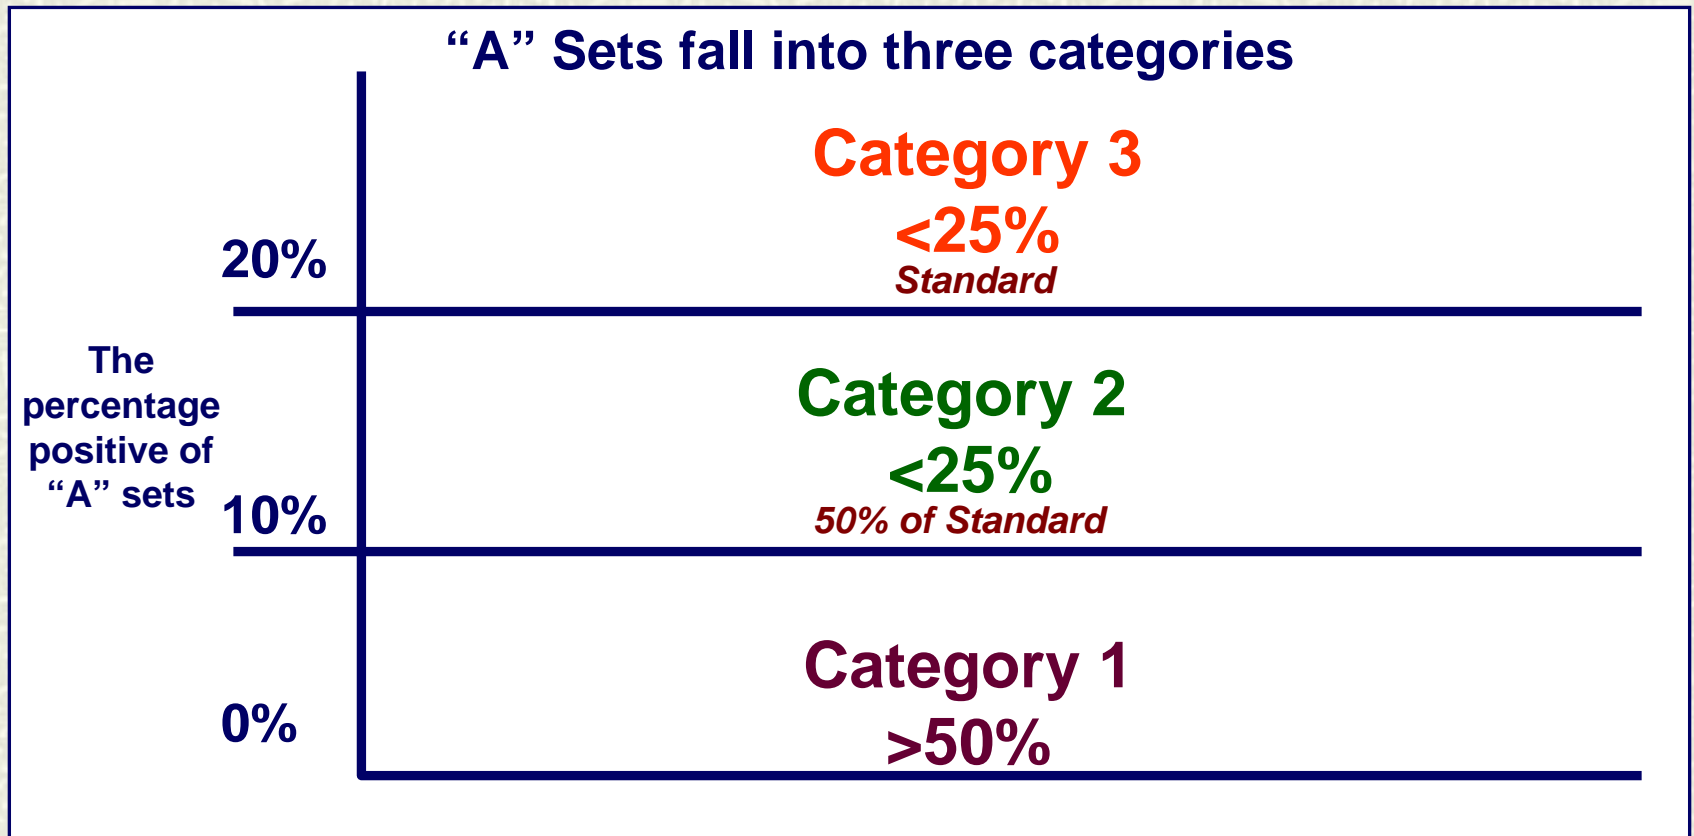 “A” Sets fall into three categories
Category 3
<25%
Standard
20%
The
percentage
positive of
“A” sets
Category 2
<25%
50% of Standard
10%
Category 1
>50%
0%